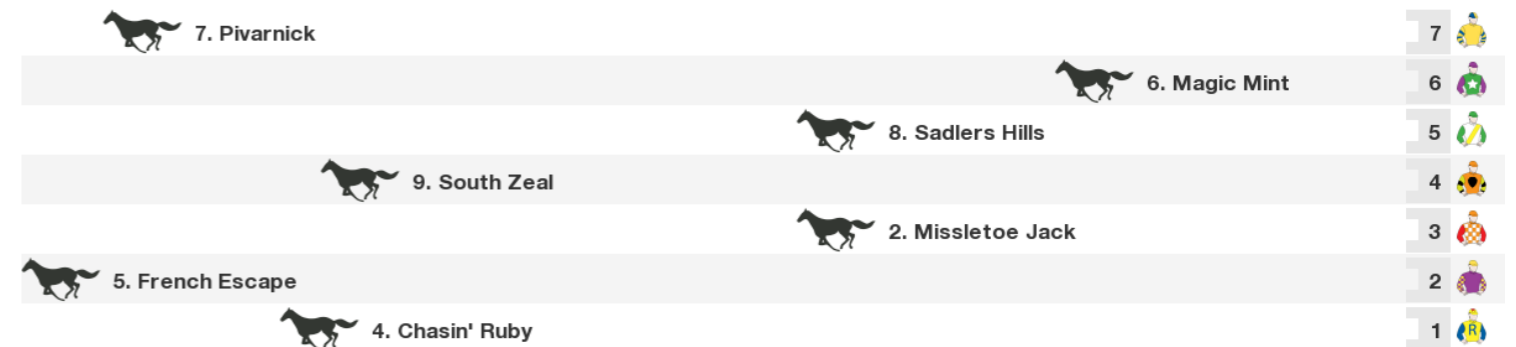 7. Pivarnick 7
6. Magic Mint 6
8. Sadlers Hills 5
9. South Zeal 4
2. Missletoe Jack 3
5. French Escape 2
4. Chasin' Ruby 1 R